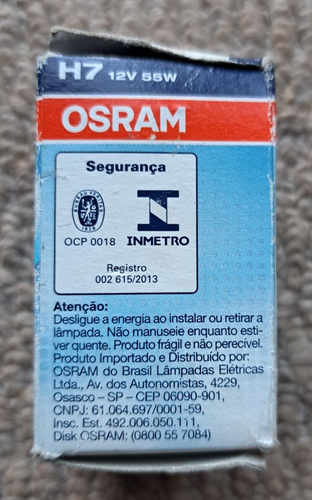 H7 12V 55W
OSRAM
Segurança
BUREAU VERITAS
1828
OCP 0018
INMETRO
Registro
002 615/2013
Atenção:
Desligue a energia ao instalar ou retirar a
lâmpada. Não manuseie enquanto esti-
ver quente. Produto frágil e não perecível.
Produto Importado e Distribuído por:
OSRAM do Brasil Lâmpadas Elétricas
Ltda., Av. dos Autonomistas, 4229,
Osasco – SP – CEP 06090-901,
CNPJ: 61.064.697/0001-59,
Insc. Est. 492.006.050.111,
Disk OSRAM: (0800 55 7084)